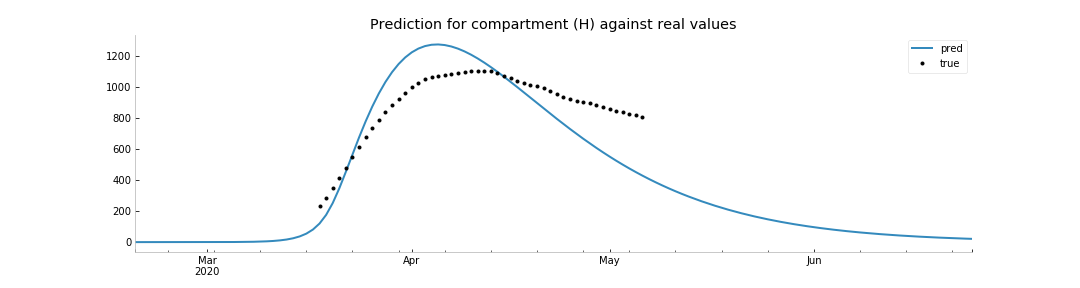 Prediction for compartment (H) against real values
pred
true
1200
1000
800
600
400
200
0
Mar
2020
Apr
May
Jun